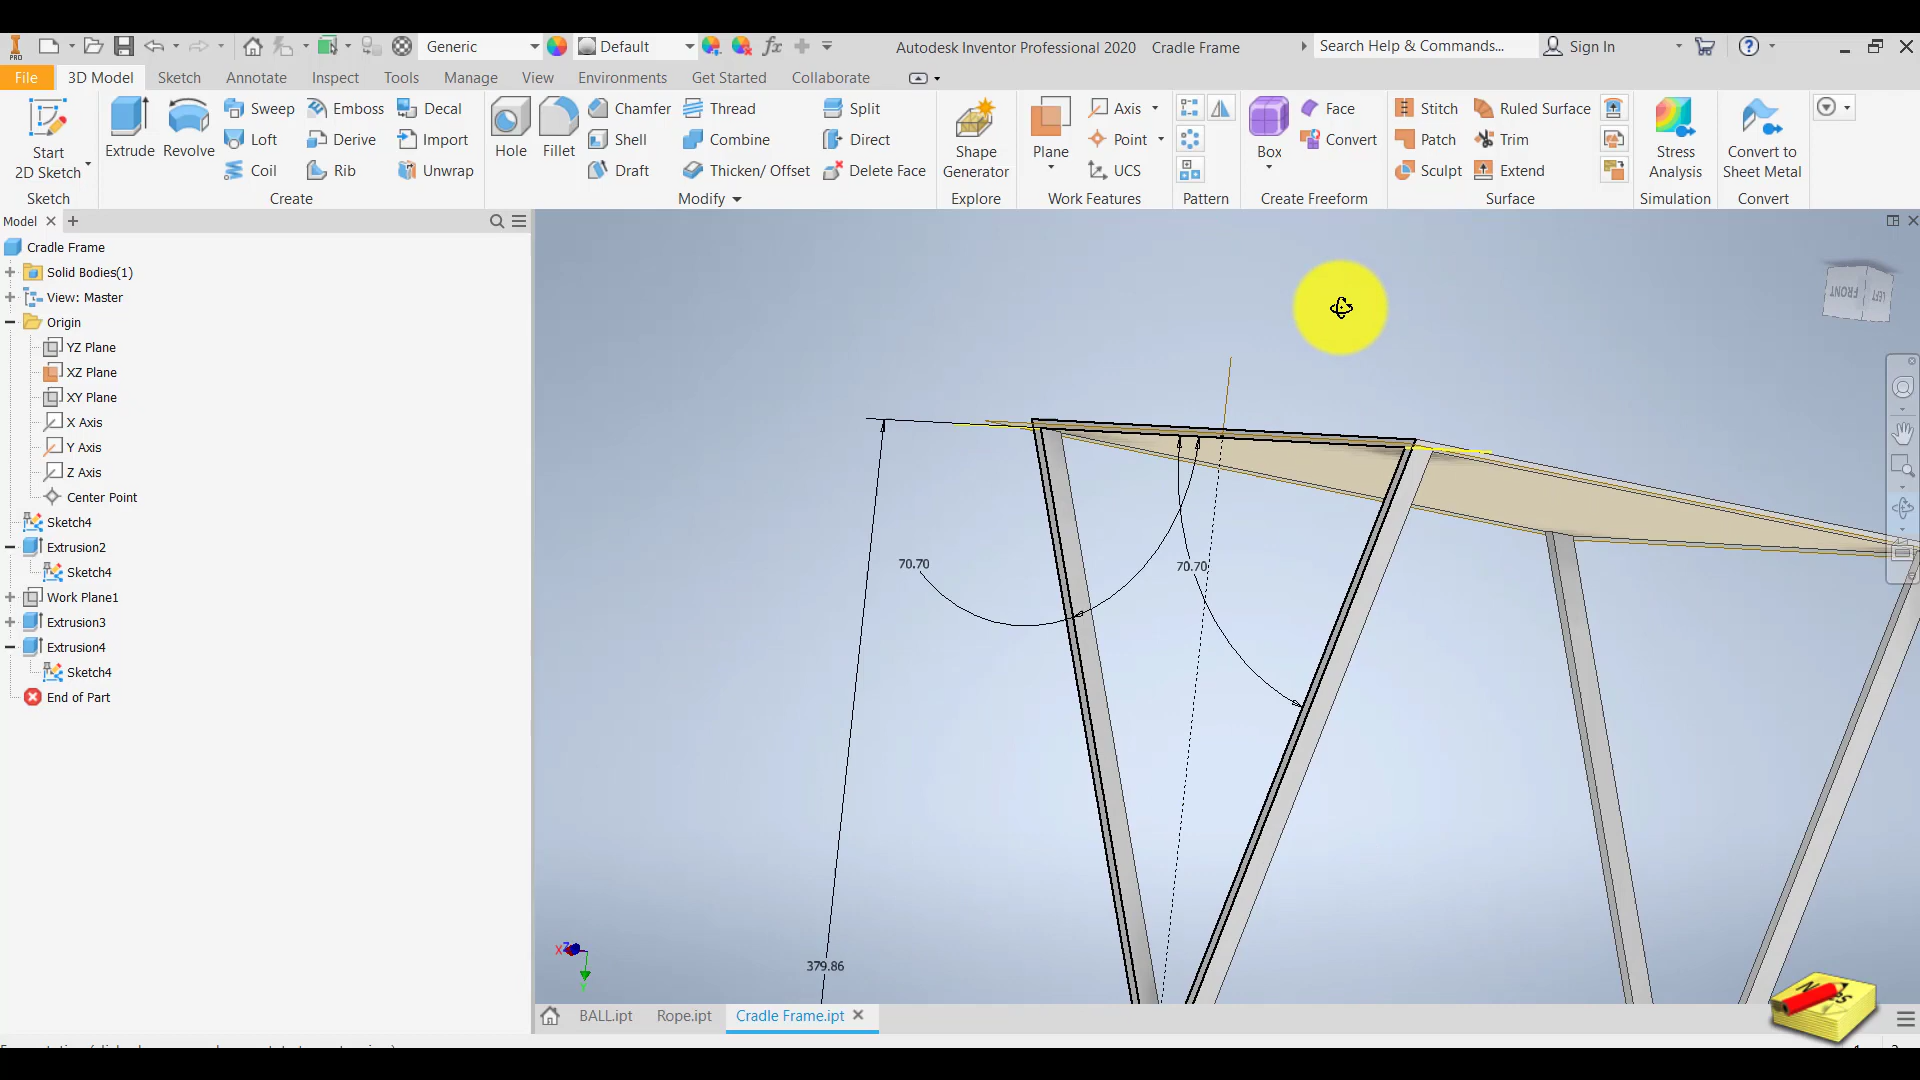 PRO
Generic
Default
fx
Autodesk Inventor Professional 2020 Cradle Frame
Search Help & Commands...
Sign In
File
3D Model
Sketch
Annotate
Inspect
Tools
Manage
View
Environments
Get Started
Collaborate
Start
2D Sketch
Sketch
Extrude
Revolve
Sweep
Loft
Coil
Emboss
Derive
Rib
Decal
Import
Unwrap
Create
Hole
Fillet
Chamfer
Shell
Draft
Thread
Combine
Thicken/ Offset
Split
Direct
Delete Face
Modify
Shape
Generator
Explore
Plane
Axis
Point
UCS
Work Features
Pattern
Box
Face
Convert
Create Freeform
Stitch
Patch
Sculpt
Ruled Surface
Trim
Extend
Surface
Stress
Analysis
Simulation
Convert to
Sheet Metal
Convert
Model
Cradle Frame
Solid Bodies(1)
View: Master
Origin
YZ Plane
XZ Plane
XY Plane
X Axis
Y Axis
Z Axis
Center Point
Sketch4
Extrusion2
Sketch4
Work Plane1
Extrusion3
Extrusion4
Sketch4
End of Part
FRONT
LEFT
70.70
70.70
379.86
X
Z
Y
BALL.ipt
Rope.ipt
Cradle Frame.ipt